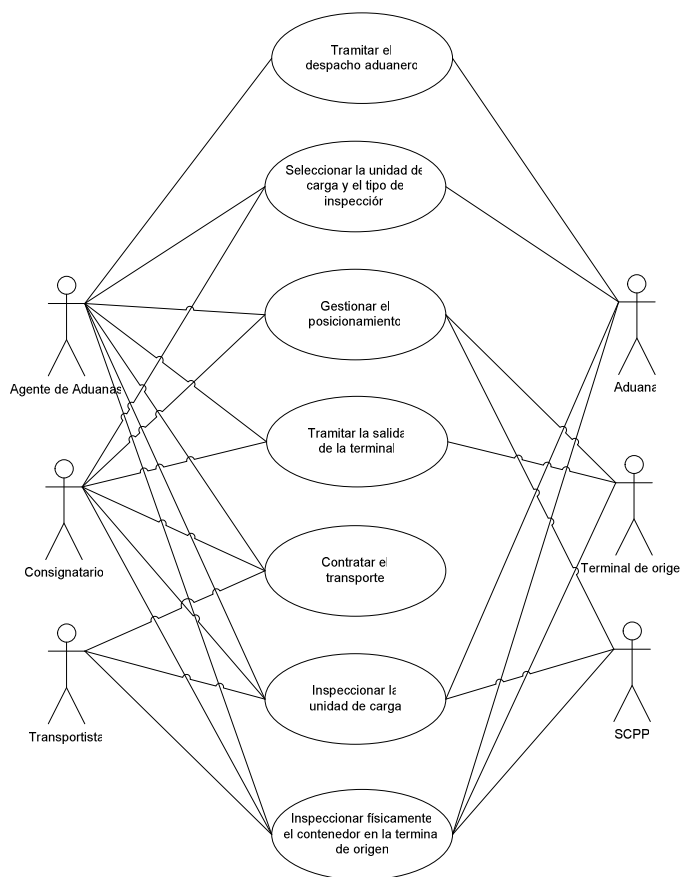 Tramitar el
despacho aduanero
Seleccionar la unidad de
carga y el tipo de
inspección
Gestionar el
posicionamiento
Agente de Aduanas
Aduana
Tramitar la salida
de la terminal
Consignatario
Terminal de orige
Contratar el
transporte
Transportista
SCPP
Inspeccionar la
unidad de carga
Inspeccionar físicamente
el contenedor en la termina
de origen